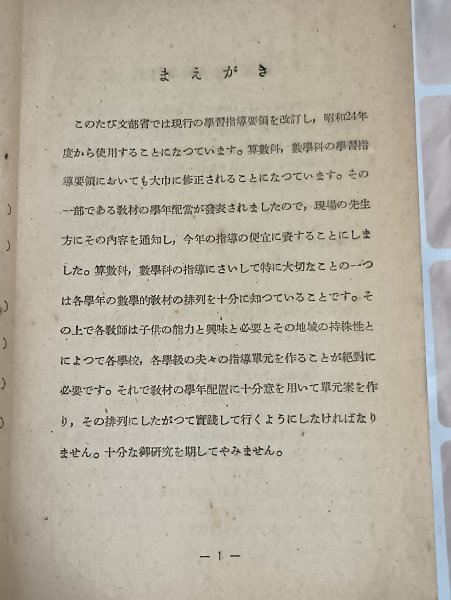 まえがき
このたび文部省では現行の學習指導要領を改訂し，昭和24年
度から使用することになつています。算數科，數學科の學習指
導要領においても大巾に修正されることになつています。その
一部である敎材の學年配當が發表されましたので，現場の先生
方にその內容を通知し，今年の指導の便宜に資することにしま
した。算數科，數學科の指導にさいして特に大切なことの一つ
は各學年の數學的敎材の排列を十分に知つていることです。そ
の上で各敎師は子供の能力と興味と必要とその地域の持株性と
によつて各學校，各學級の夫々の指導單元を作ることが絕對に
必要です。それで敎材の學年配置に十分意を用いて單元案を作
り，その排列にしたがつて實踐して行くようにしなければなり
ません。十分な御硏究を期してやみません。
— 1 —